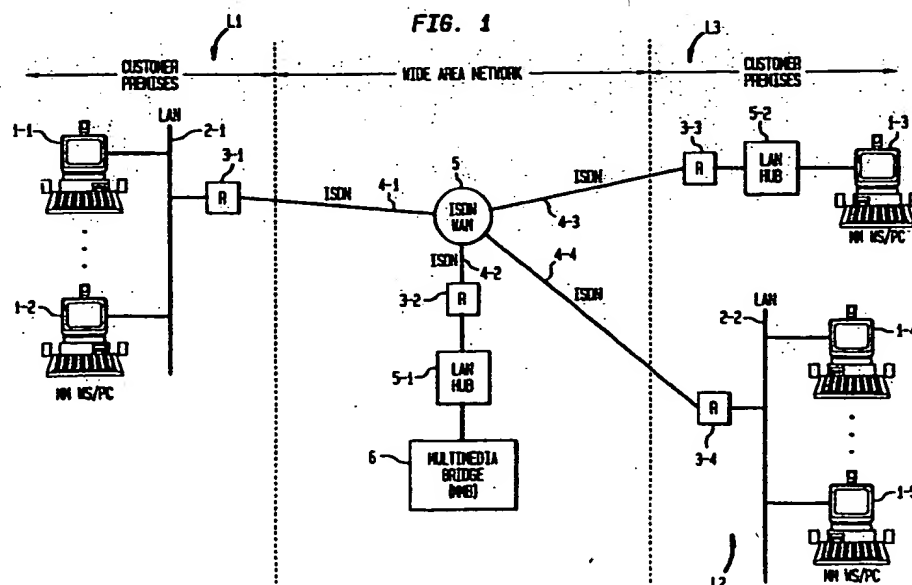 FIG. 1
L1
L3
CUSTOMER
PREMISES
WIDE AREA NETWORK
CUSTOMER
PREMISES
1-1
LAN
2-1
3-1
R
ISDN
4-1
5
ISDN
WAN
ISDN
4-3
3-3
R
5-2
LAN
HUB
1-3
MM WS/PC
1-2
MM WS/PC
ISDN
4-2
3-2
R
5-1
LAN
HUB
6
MULTIMEDIA
BRIDGE
(MMB)
4-4
ISDN
LAN
2-2
1-4
R
3-4
1-5
MM WS/PC
L2